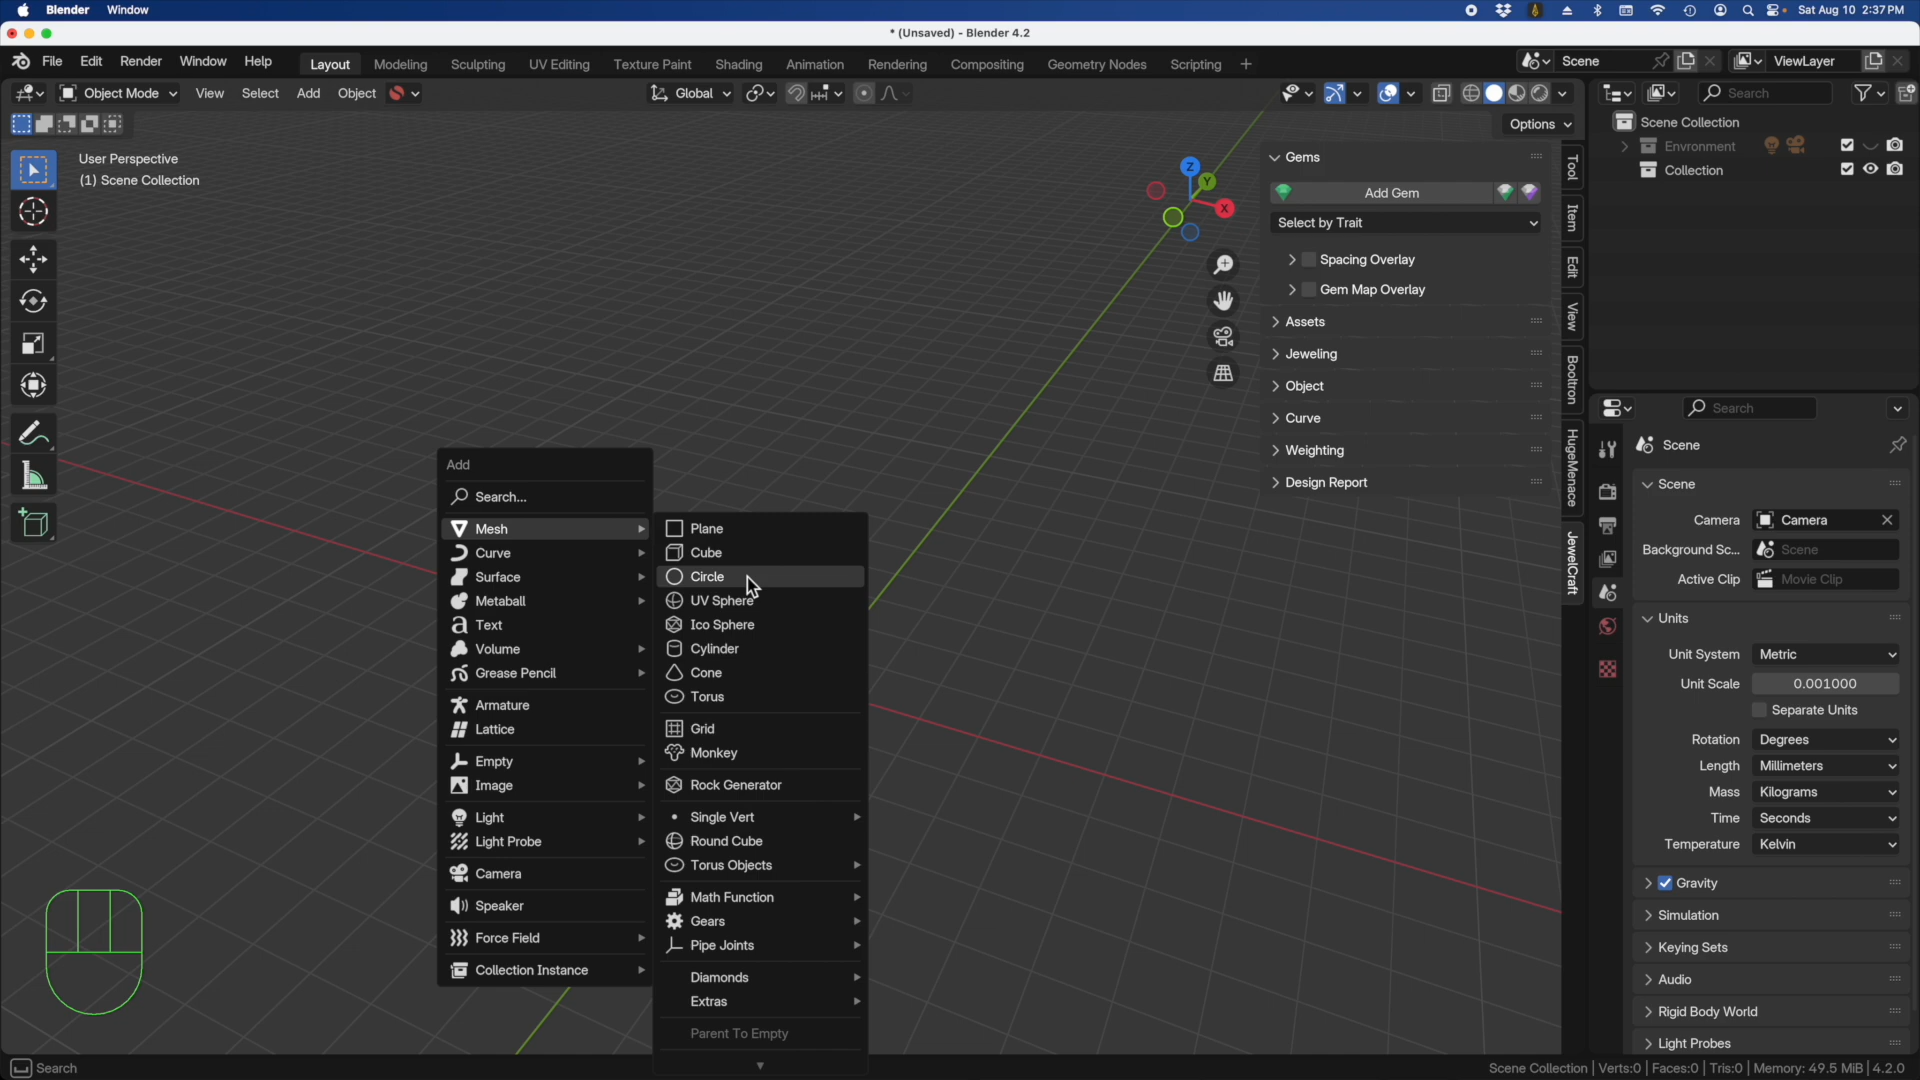 Blender Window Sat Aug 10 2:37 PM
* (Unsaved) - Blender 4.2
File Edit Render Window Help Layout Modeling Sculpting UV Editing Texture Paint Shading Animation Rendering Compositing Geometry Nodes Scripting + Scene ViewLayer
Object Mode View Select Add Object Global Search
Options
User Perspective
(1) Scene Collection
Z
Y
X
Gems
Add Gem
Select by Trait
Spacing Overlay
Gem Map Overlay
Assets
Jeweling
Object
Curve
Weighting
Design Report
Tool
Item
Edit
View
Booltron
HugeMenace
JewelCraft
Scene Collection
Envronment
Collection
Add
Search...
Mesh
Curve
Surface
Metaball
Text
Volume
Grease Pencil
Armature
Lattice
Empty
Image
Light
Light Probe
Camera
Speaker
Force Field
Collection Instance
Plane
Cube
Circle
UV Sphere
Ico Sphere
Cylinder
Cone
Torus
Grid
Monkey
Rock Generator
Single Vert
Round Cube
Torus Objects
Math Function
Gears
Pipe Joints
Diamonds
Extras
Parent To Empty
Search
Scene
Scene
Camera Camera
Background Sc... Scene
Active Clip Movie Clip
Units
Unit System Metric
Unit Scale 0.001000
Separate Units
Rotation Degrees
Length Millimeters
Mass Kilograms
Time Seconds
Temperature Kelvin
Gravity
Simulation
Keying Sets
Audio
Rigid Body World
Light Probes
Search Scene Collection | Verts:0 | Faces:0 | Tris:0 | Memory: 49.5 MiB | 4.2.0